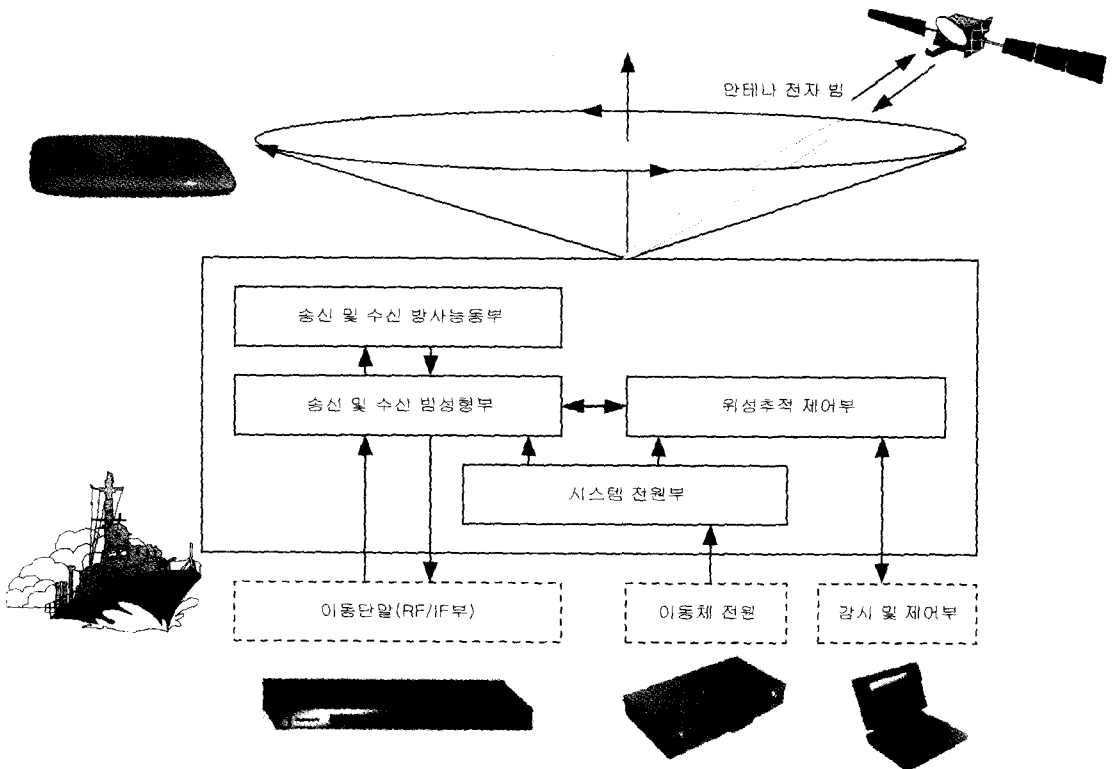 안테나 전자 빔
송신 및 수신 방사능동부
송신 및 수신 빔성형부
위성추적 제어부
시스템 전원부
이동단말(RF/IF부)
이동체 전원
감시 및 제어부